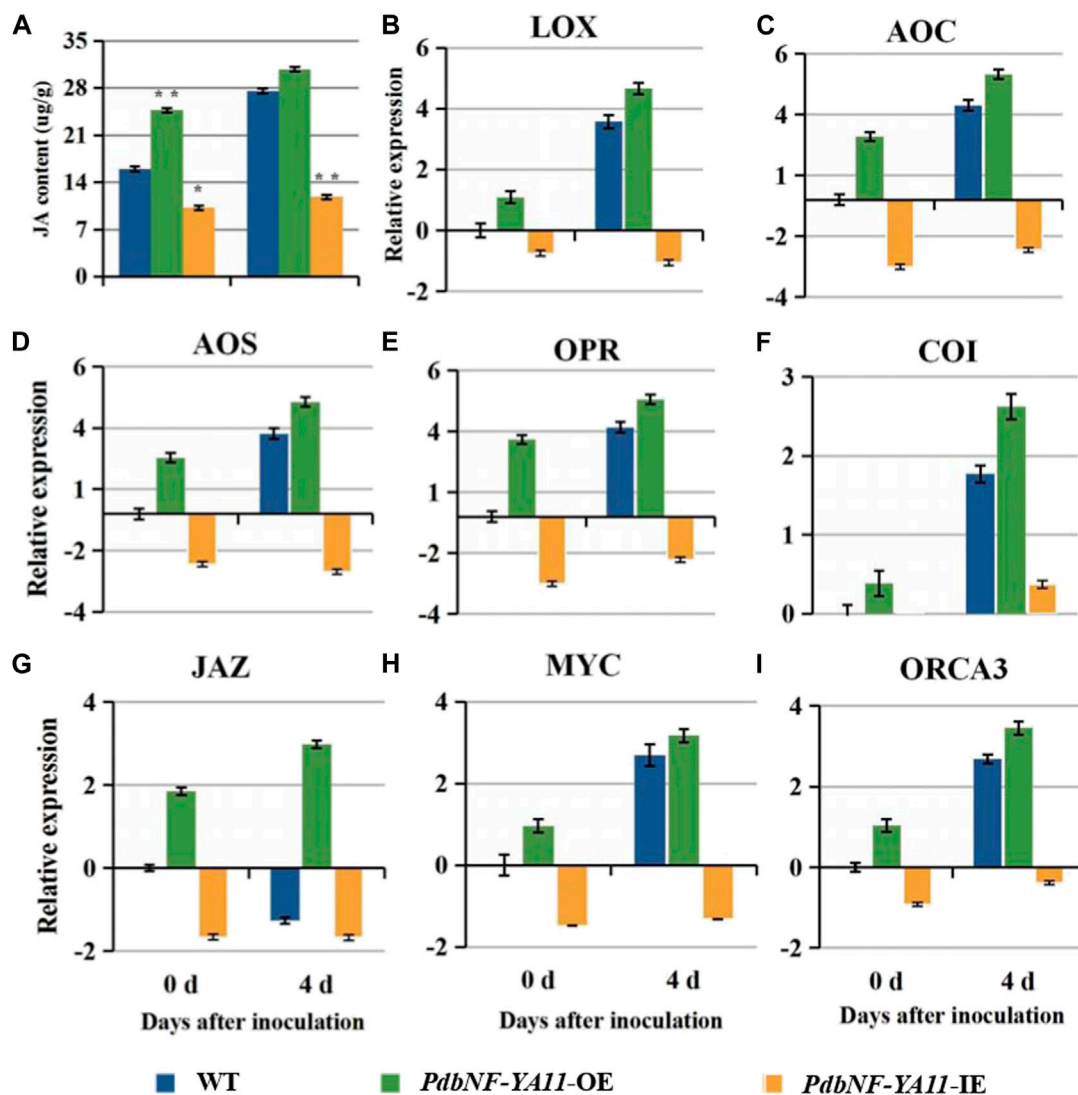 A
JA content (ug/g)
35
28
21
14
7
0
* *
*
* *
B
LOX
Relative expression
6
4
2
0
-2
C
AOC
6
4
1
-2
-4
D
AOS
Relative expression
6
4
1
-2
-4
E
OPR
6
4
1
-2
-4
F
COI
3
2
1
0
G
JAZ
Relative expression
4
2
0
-2
0 d
4 d
Days after inoculation
H
MYC
4
2
0
-2
0 d
4 d
Days after inoculation
I
ORCA3
4
2
0
-2
0 d
4 d
Days after inoculation
WT
PdbNF-YA11-OE
PdbNF-YA11-IE